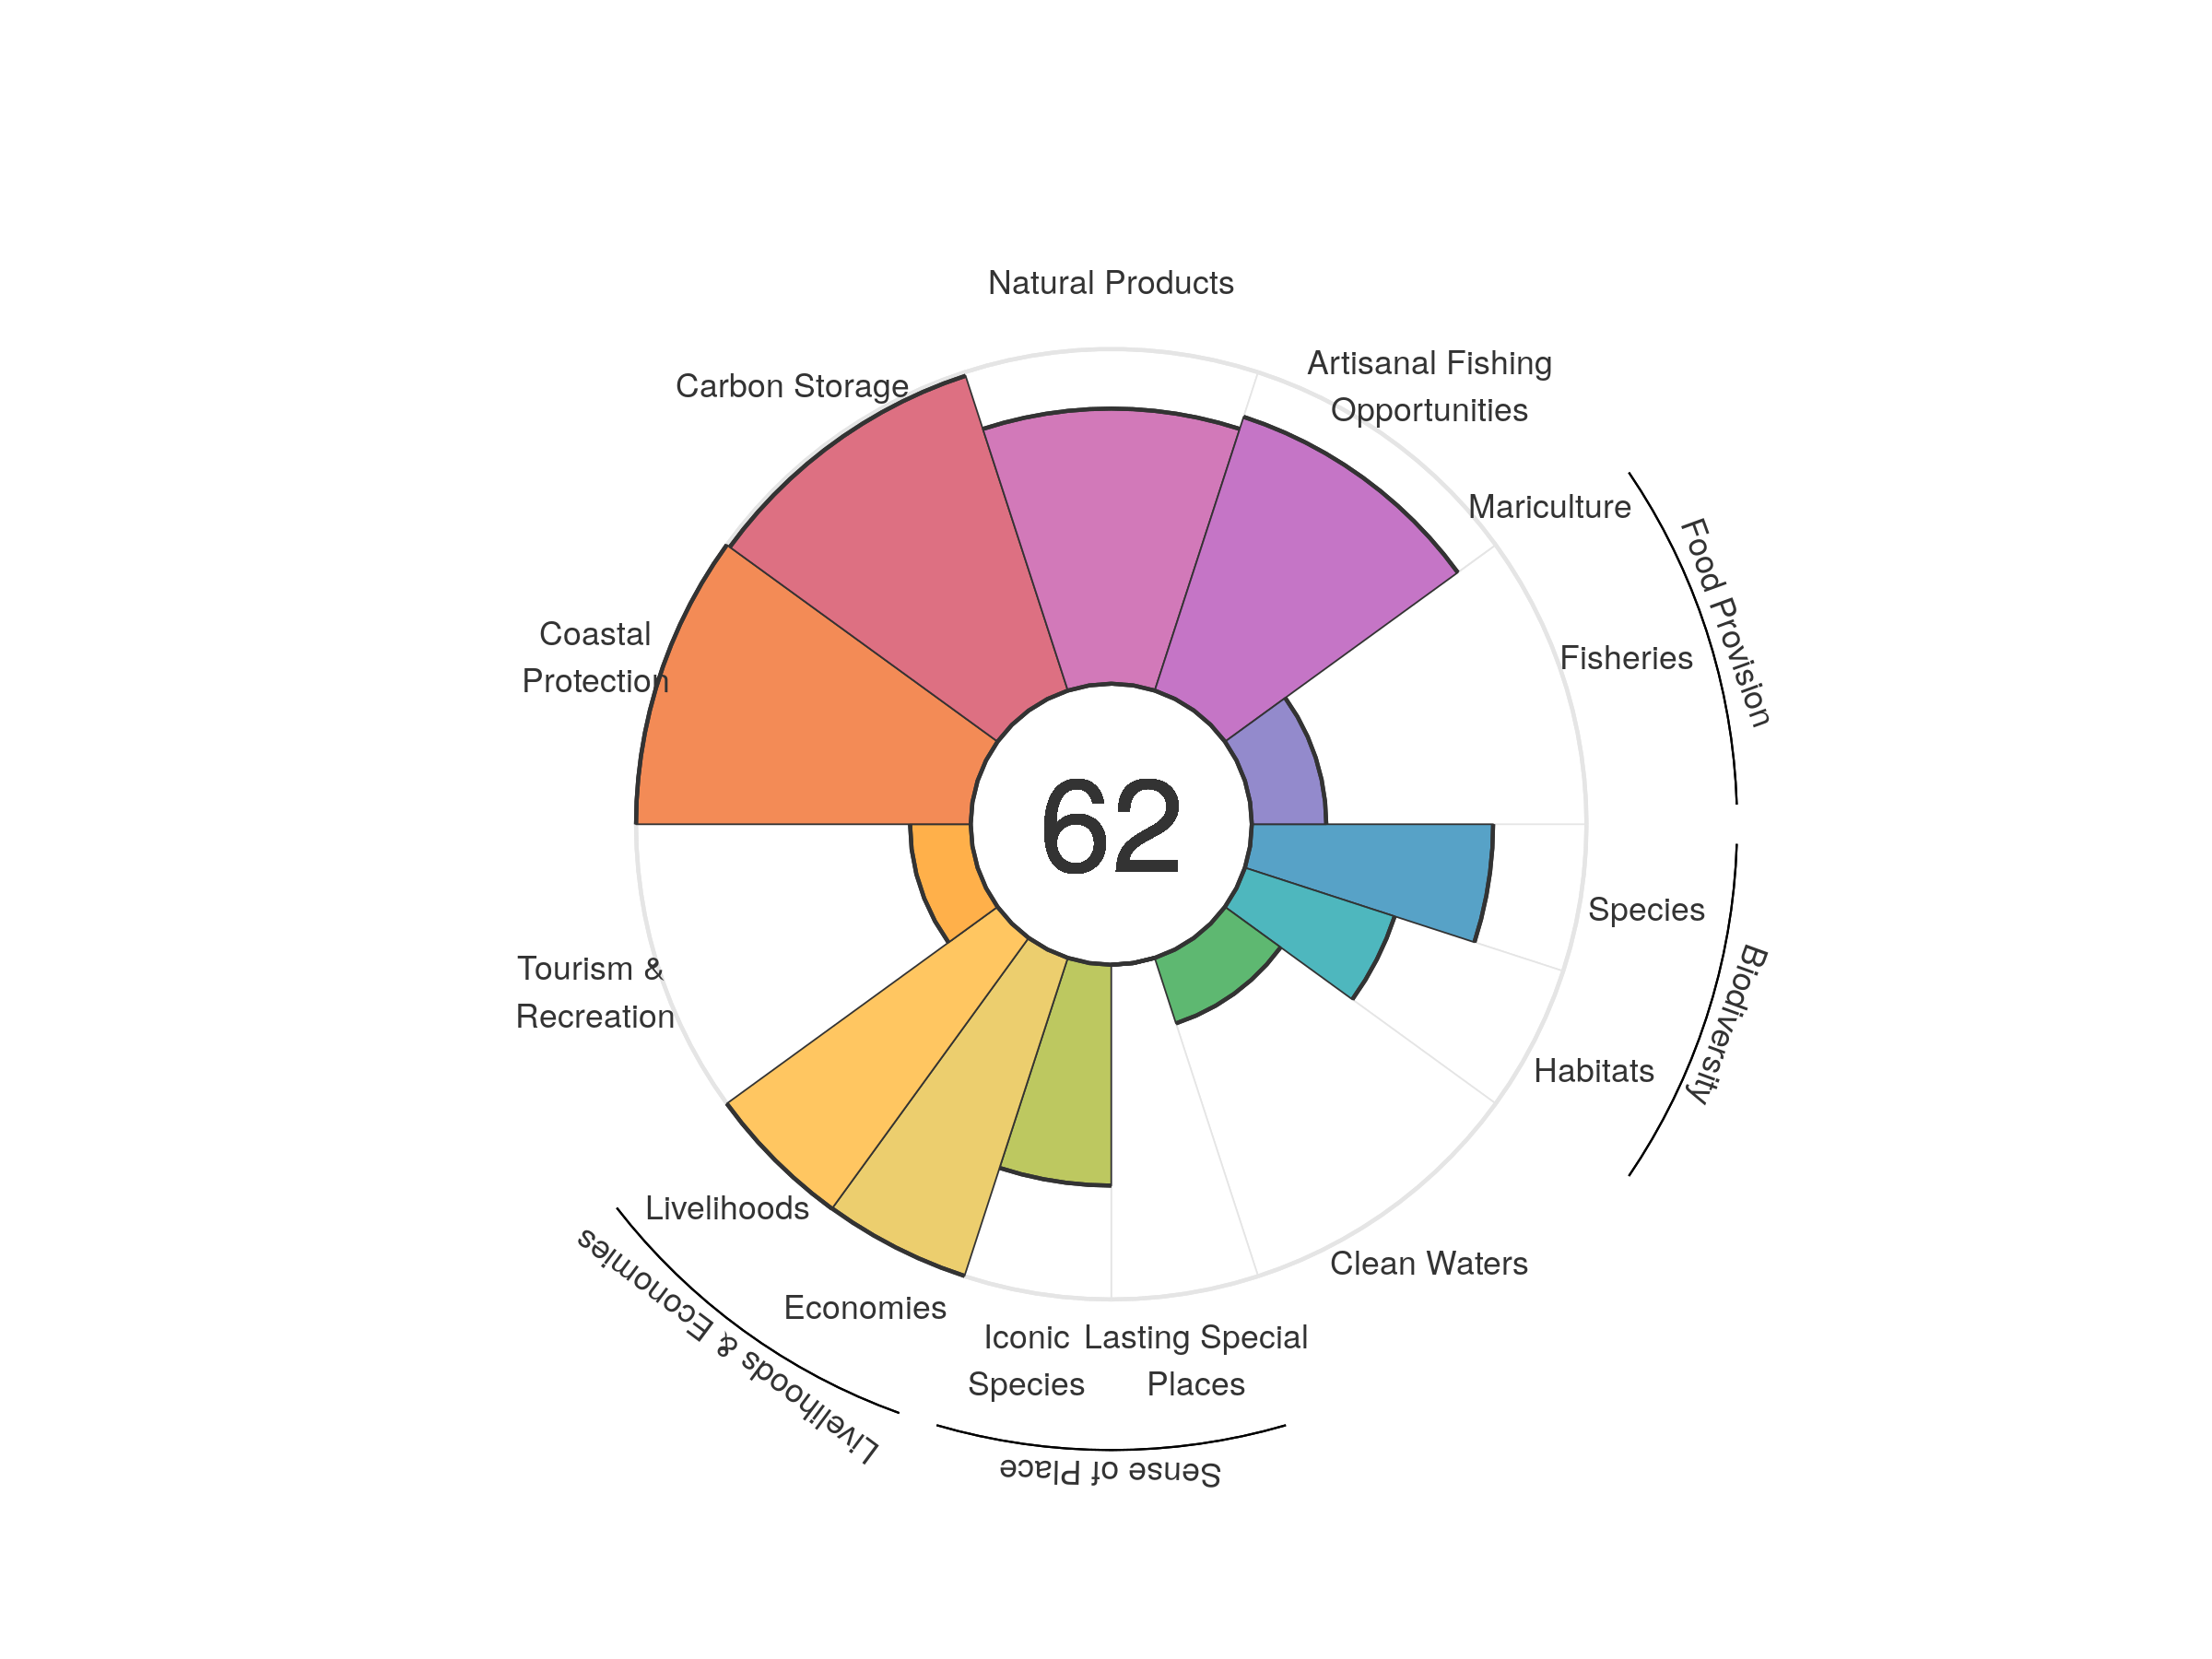 Natural Products
Artisanal Fishing
Opportunities
Carbon Storage
Mariculture
Food Provision
Fisheries
Coastal
Protection
62
Species
Biodiversity
Tourism &
Recreation
Habitats
Livelihoods
Clean Waters
Livelihoods & Economies
Economies
Iconic
Species
Lasting Special
Places
Sense of Place